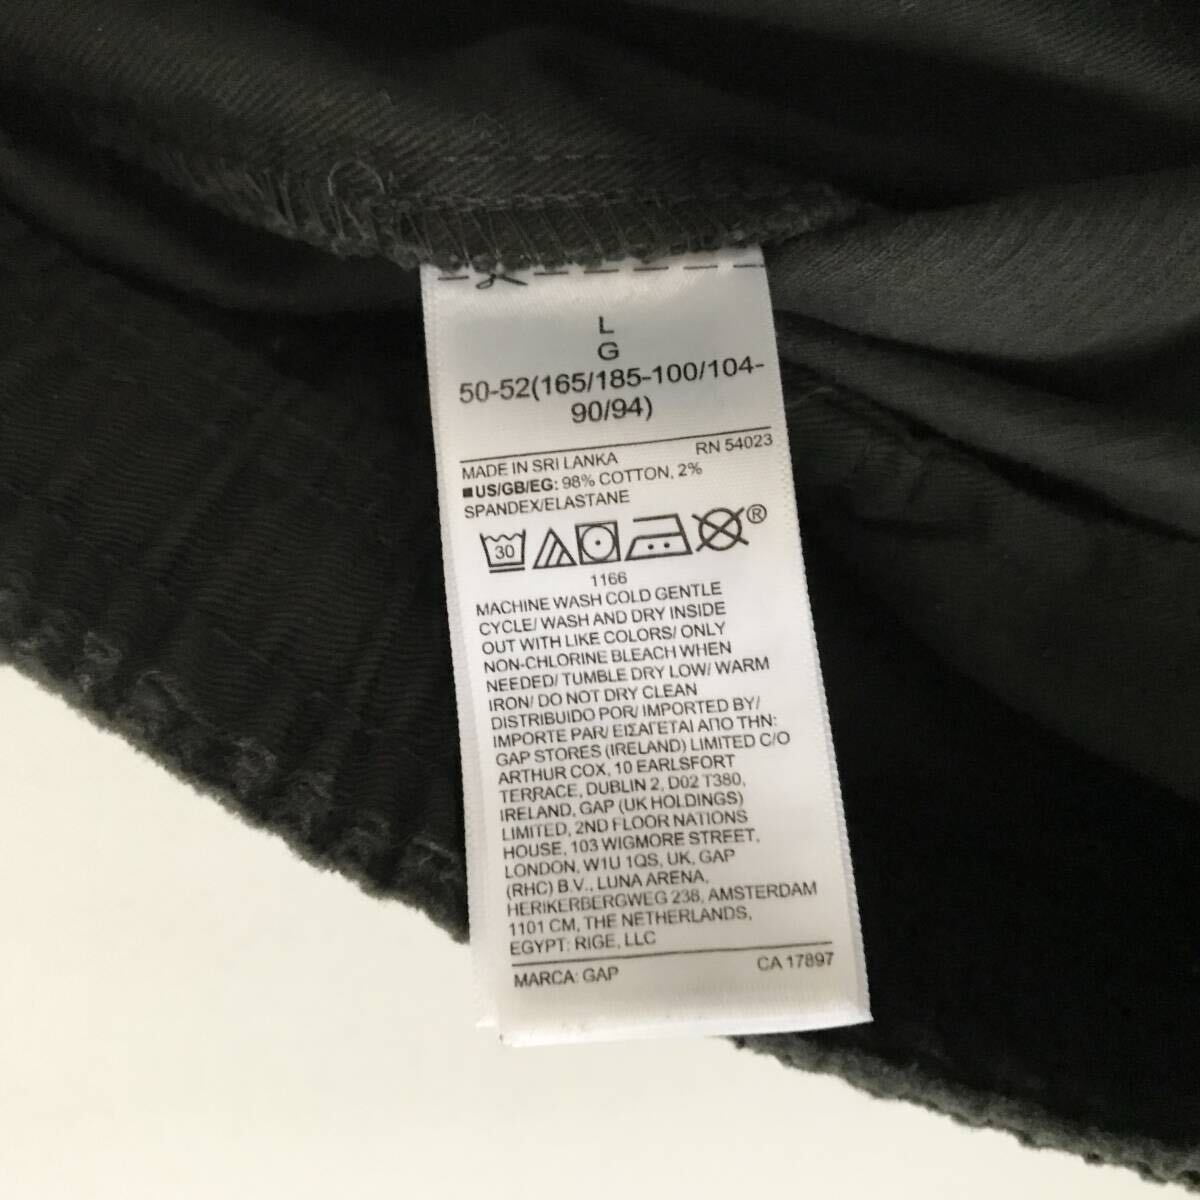 L
G
50-52(165/185-100/104-
90/94)
MADE IN SRI LANKA RN 54023
■US/GB/EG: 98% COTTON, 2%
SPANDEX/ELASTANE
30 ®
1166
MACHINE WASH COLD GENTLE
CYCLE/ WASH AND DRY INSIDE
OUT WITH LIKE COLORS/ ONLY
NON-CHLORINE BLEACH WHEN
NEEDED/ TUMBLE DRY LOW/ WARM
IRON/ DO NOT DRY CLEAN
DISTRIBUIDO POR/ IMPORTED BY/
IMPORTE PAR/ ΕΙΣΑΓΕΤΑΙ ΑΠΟ ΤΗΝ:
GAP STORES (IRELAND) LIMITED C/O
ARTHUR COX, 10 EARLSFORT
TERRACE, DUBLIN 2, D02 T380,
IRELAND, GAP (UK HOLDINGS)
LIMITED, 2ND FLOOR NATIONS
HOUSE, 103 WIGMORE STREET,
LONDON, W1U 1QS, UK, GAP
(RHC) B.V., LUNA ARENA,
HERIKERBERGWEG 238, AMSTERDAM
1101 CM, THE NETHERLANDS,
EGYPT: RIGE, LLC
MARCA: GAP CA 17897